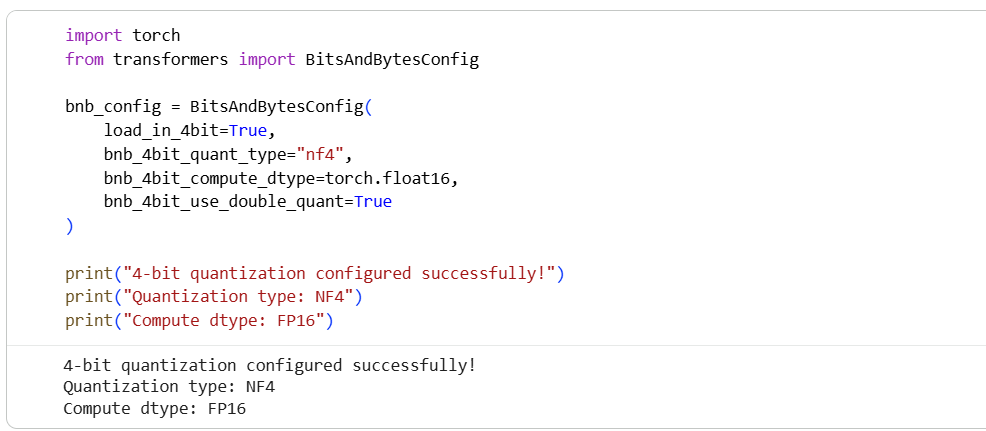 import torch
from transformers import BitsAndBytesConfig
bnb_config = BitsAndBytesConfig(
    load_in_4bit=True,
    bnb_4bit_quant_type="nf4",
    bnb_4bit_compute_dtype=torch.float16,
    bnb_4bit_use_double_quant=True
)
print("4-bit quantization configured successfully!")
print("Quantization type: NF4")
print("Compute dtype: FP16")
4-bit quantization configured successfully!
Quantization type: NF4
Compute dtype: FP16